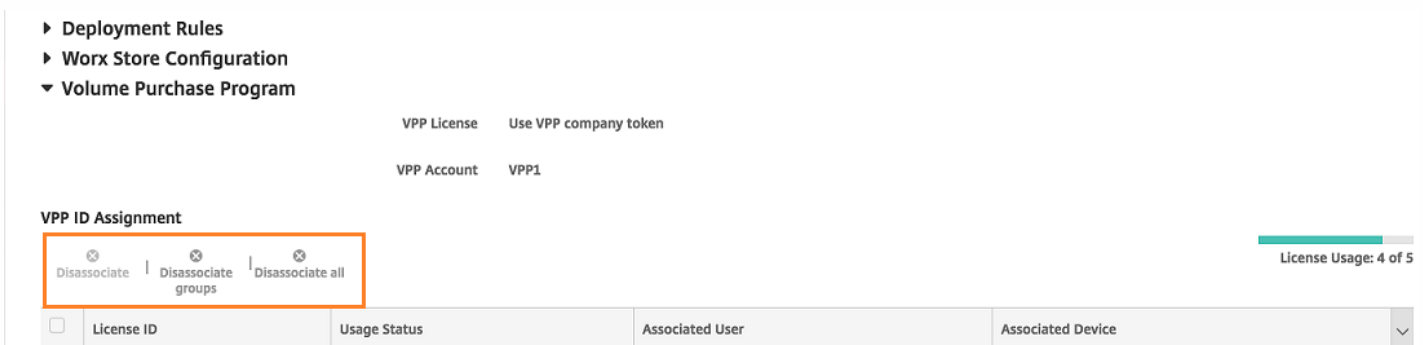 Deployment Rules
Worx Store Configuration
Volume Purchase Program
VPP License Use VPP company token
VPP Account VPP1
VPP ID Assignment
Disassociate | Disassociate groups | Disassociate all
License Usage: 4 of 5
License ID Usage Status Associated User Associated Device